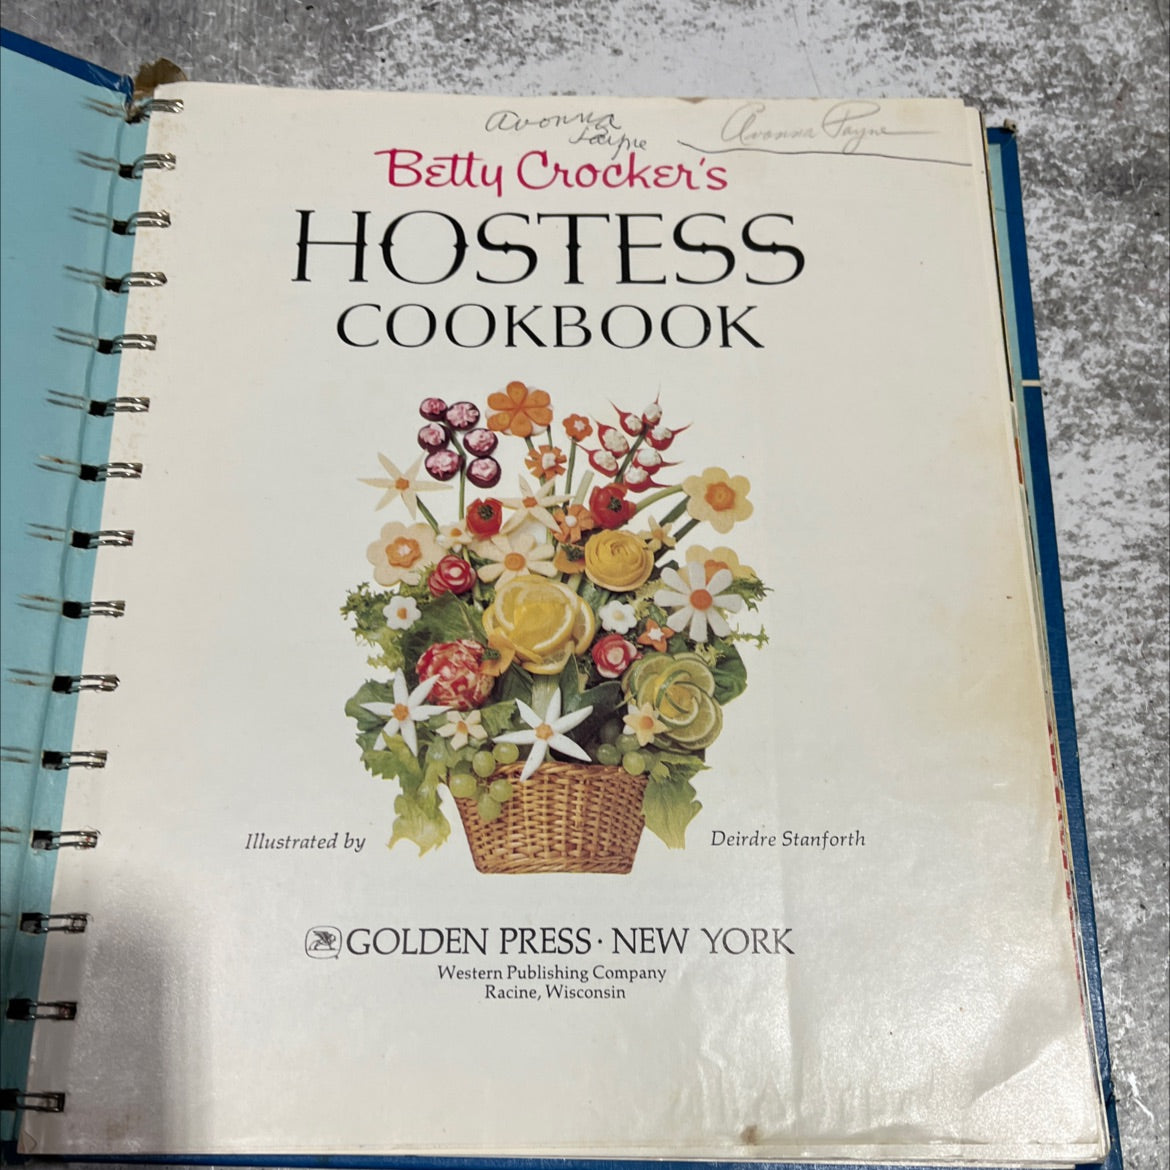 Avonna Payne
Avonna
Payne
Betty Crocker's
HOSTESS
COOKBOOK
Illustrated by
Deirdre Stanforth
GOLDEN PRESS · NEW YORK
Western Publishing Company
Racine, Wisconsin